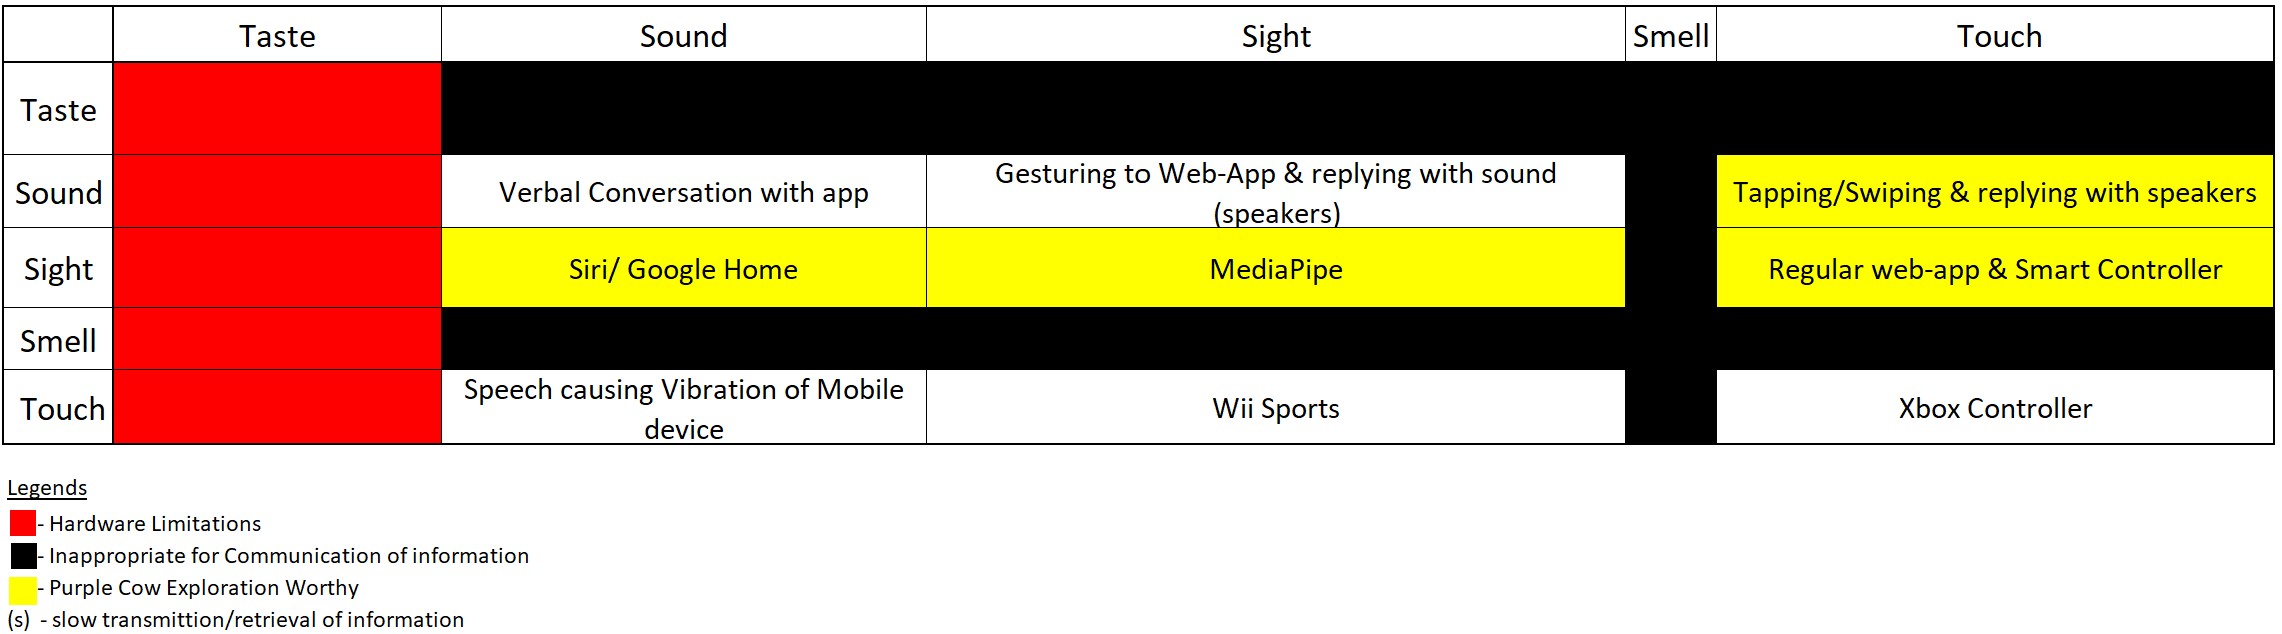 Taste Sound Sight Smell Touch
Taste
Sound Verbal Conversation with app Gesturing to Web-App & replying with sound (speakers) Tapping/Swiping & replying with speakers
Sight Siri/ Google Home MediaPipe Regular web-app & Smart Controller
Smell
Touch Speech causing Vibration of Mobile device Wii Sports Xbox Controller
Legends
- Hardware Limitations
- Inappropriate for Communication of information
- Purple Cow Exploration Worthy
(s) - slow transmittion/retrieval of information